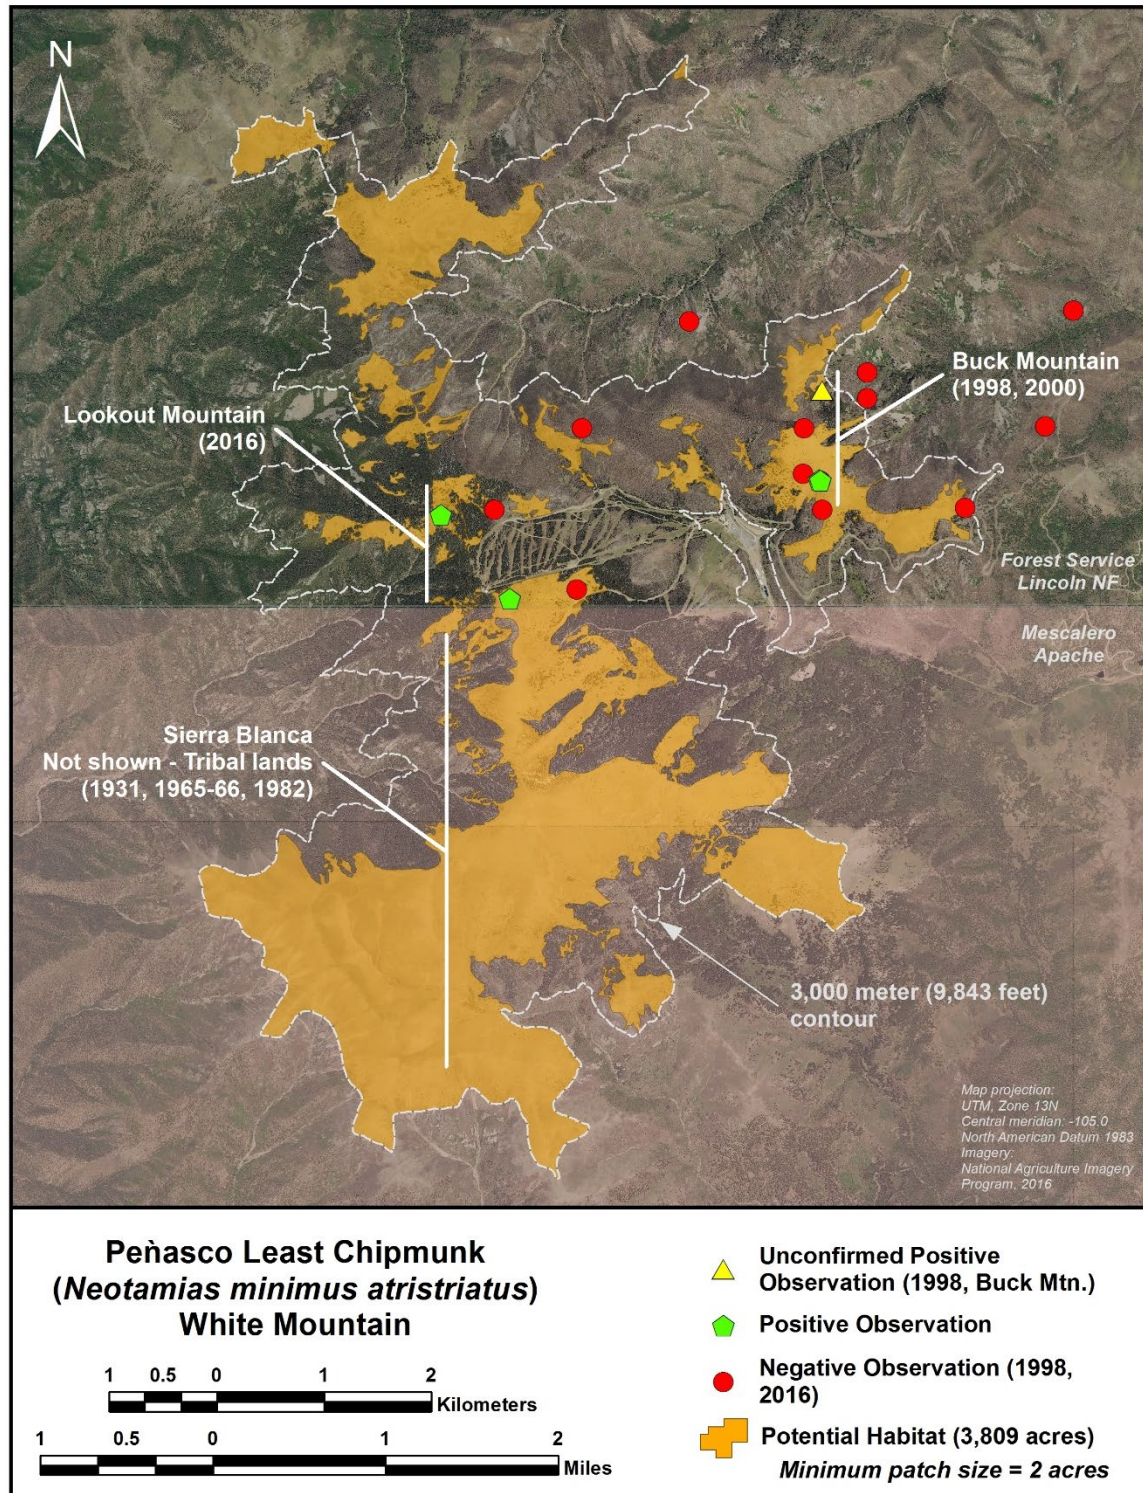 N
Buck Mountain
(1998, 2000)
Lookout Mountain
(2016)
Forest Service
Lincoln NF
Mescalero
Apache
Sierra Blanca
Not shown - Tribal lands
(1931, 1965-66, 1982)
3,000 meter (9,843 feet)
contour
Map projection:
UTM, Zone 13N
Central meridian: -105.0
North American Datum 1983
Imagery:
National Agriculture Imagery
Program, 2016
Peǹasco Least Chipmunk
(Neotamias minimus atristriatus)
White Mountain
1 0.5 0 1 2
Kilometers
1 0.5 0 1 2
Miles
Unconfirmed Positive
Observation (1998, Buck Mtn.)
Positive Observation
Negative Observation (1998,
2016)
Potential Habitat (3,809 acres)
Minimum patch size = 2 acres